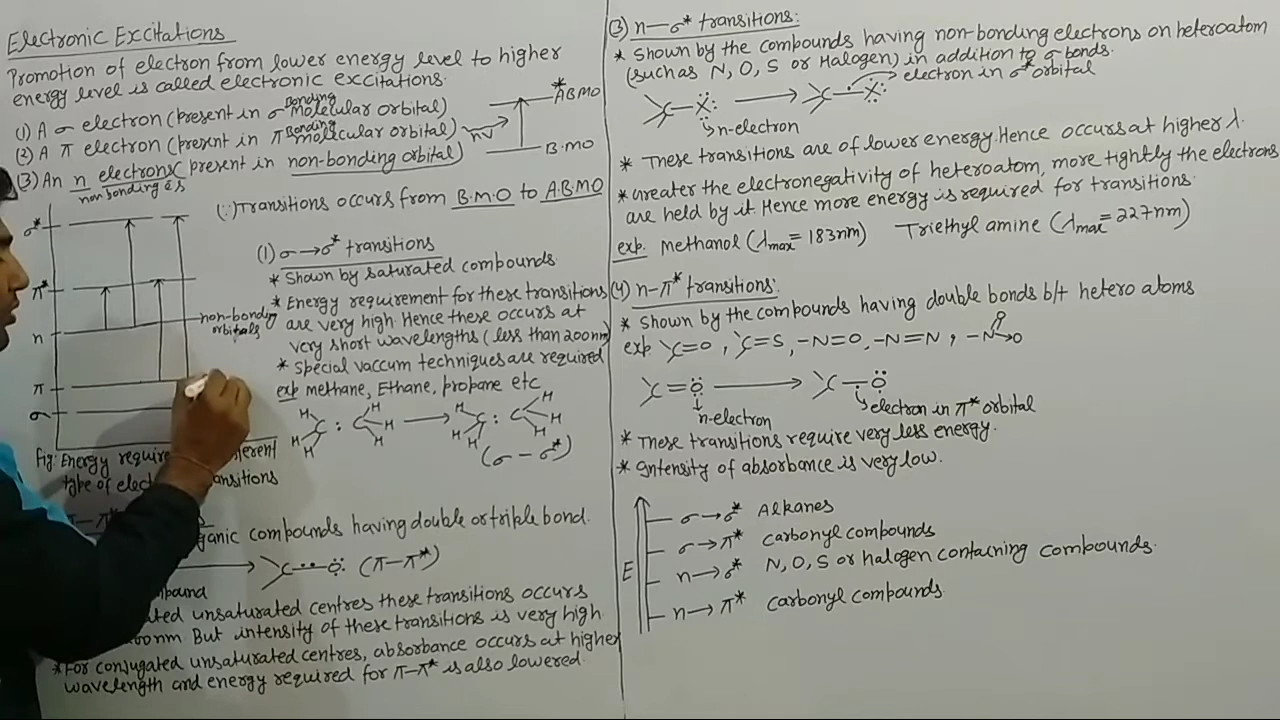 Electronic Excitations
Promotion of electron from lower energy level to higher
energy level is called electronic excitations.
(1) A σ electron (present in σ Bonding Molecular orbital)
(2) A π electron (present in π Bonding molecular orbital)
(3) An n electrons (present in non-bonding orbital)
non bonding e⁻s
hν
A·B·MO*
B·MO
(∵) Transitions occurs from B.M.O to A.B.M.O
σ*
π*
n
π
σ
non-bonding
orbitals
Fig: Energy
type of
(1) σ→σ* transitions
* Shown by saturated compounds
* Energy requirement for these transitions
are very high. Hence these occurs at
very short wavelengths (less than 200nm)
* Special vaccum techniques are required
exp methane, Ethane, propane etc
H H H C : C H H H → H H H C : C H H H
(σ – σ*)
π–π*
compounds having double or triple bond.
C ·· Ö: (π–π*)
unsaturated centres these transitions occurs
But intensity of these transitions is very high.
* For conjugated unsaturated centres, absorbance occurs at higher
wavelength and energy required for π–π* is also lowered.
(3) n–σ* transitions:
* Shown by the compounds having non-bonding electrons on heteroatom
(such as N, O, S or Halogen) in addition to σ bonds.
C–X: → C·–X: electron in σ* orbital
n-electron
* These transitions are of lower energy. Hence occurs at higher λ.
* Greater the electronegativity of heteroatom, more tightly the electrons
are held by it. Hence more energy is required for transitions.
exp. methanol (λmax = 183nm) Triethyl amine (λmax = 227nm)
(4) n–π* transitions:
* Shown by the compounds having double bonds b/t hetero atoms
exp C=O, C=S, –N=O, –N=N, –N O O
C=Ö → C–Ö
n-electron electron in π* orbital
* These transitions require very less energy.
* Intensity of absorbance is very low.
E
σ→σ* Alkanes
σ→π* carbonyl compounds
n→σ* N, O, S or halogen containing compounds.
n→π* carbonyl compounds.